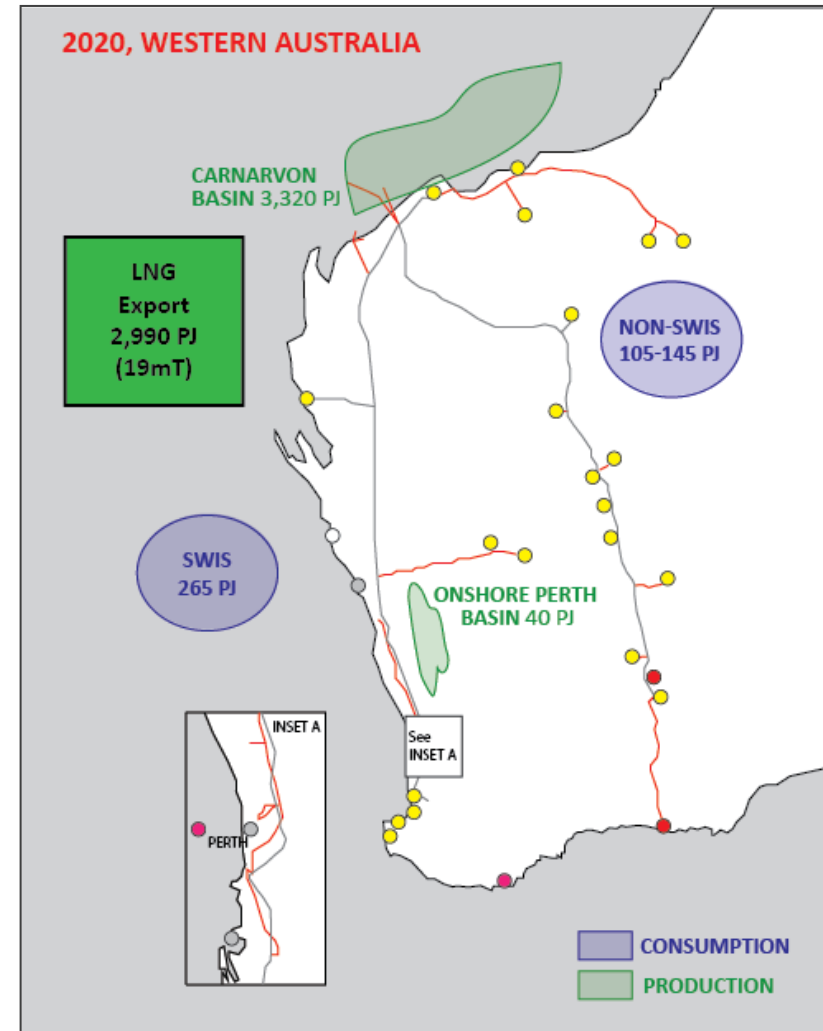 2020, WESTERN AUSTRALIA
CARNARVON
BASIN 3,320 PJ
LNG
Export
2,990 PJ
(19mT)
NON-SWIS
105-145 PJ
SWIS
265 PJ
ONSHORE PERTH
BASIN 40 PJ
See
INSET A
INSET A
PERTH
CONSUMPTION
PRODUCTION